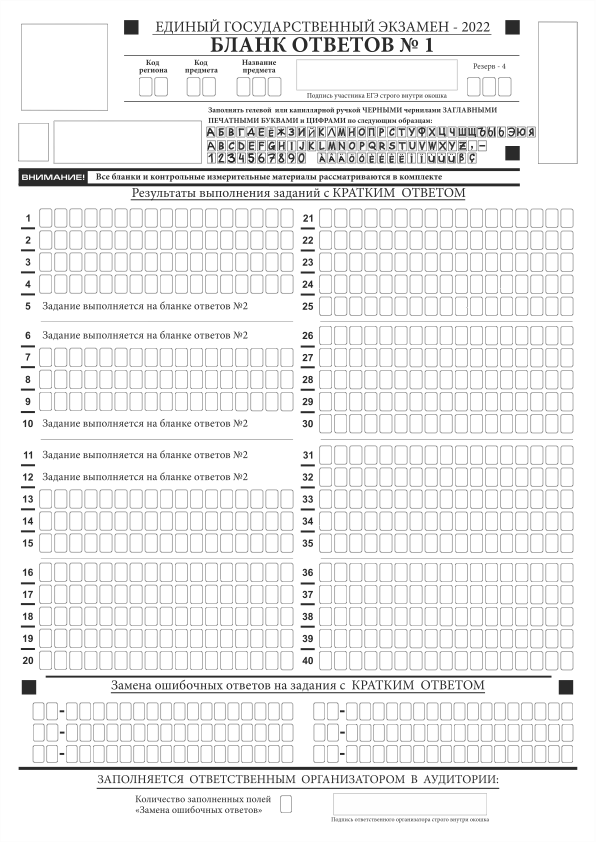 ЕДИНЫЙ ГОСУДАРСТВЕННЫЙ ЭКЗАМЕН - 2022
БЛАНК ОТВЕТОВ № 1
Код региона
Код предмета
Название предмета
Резерв - 4
Подпись участника ЕГЭ строго внутри окошка
Заполнять гелевой или капиллярной ручкой ЧЕРНЫМИ чернилами ЗАГЛАВНЫМИ
ПЕЧАТНЫМИ БУКВАМИ и ЦИФРАМИ по следующим образцам:
АБВГДЕЁЖЗИЙКЛМНОПРСТУФХЦЧШЩЪЫЬЭЮЯ
ABCDEFGHIJKLMNOPQRSTUVWXYZ,-
1234567890
ВНИМАНИЕ! Все бланки и контрольные измерительные материалы рассматриваются в комплекте
Результаты выполнения заданий с КРАТКИМ ОТВЕТОМ
1
2
3
4
5 Задание выполняется на бланке ответов №2
6 Задание выполняется на бланке ответов №2
7
8
9
10 Задание выполняется на бланке ответов №2
11 Задание выполняется на бланке ответов №2
12 Задание выполняется на бланке ответов №2
13
14
15
16
17
18
19
20
21
22
23
24
25
26
27
28
29
30
31
32
33
34
35
36
37
38
39
40
Замена ошибочных ответов на задания с КРАТКИМ ОТВЕТОМ
- -
- -
- -
ЗАПОЛНЯЕТСЯ ОТВЕТСТВЕННЫМ ОРГАНИЗАТОРОМ В АУДИТОРИИ:
Количество заполненных полей
«Замена ошибочных ответов»
Подпись ответственного организатора строго внутри окошка